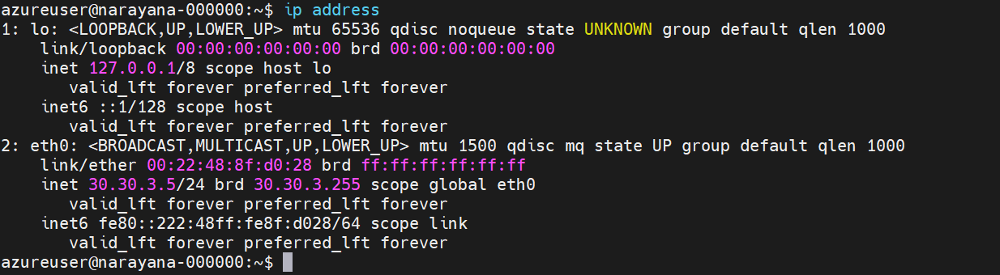 azureuser@narayana-000000:~$ ip address
1: lo: <LOOPBACK,UP,LOWER_UP> mtu 65536 qdisc noqueue state UNKNOWN group default qlen 1000
    link/loopback 00:00:00:00:00:00 brd 00:00:00:00:00:00
    inet 127.0.0.1/8 scope host lo
       valid_lft forever preferred_lft forever
    inet6 ::1/128 scope host
       valid_lft forever preferred_lft forever
2: eth0: <BROADCAST,MULTICAST,UP,LOWER_UP> mtu 1500 qdisc mq state UP group default qlen 1000
    link/ether 00:22:48:8f:d0:28 brd ff:ff:ff:ff:ff:ff
    inet 30.30.3.5/24 brd 30.30.3.255 scope global eth0
       valid_lft forever preferred_lft forever
    inet6 fe80::222:48ff:fe8f:d028/64 scope link
       valid_lft forever preferred_lft forever
azureuser@narayana-000000:~$